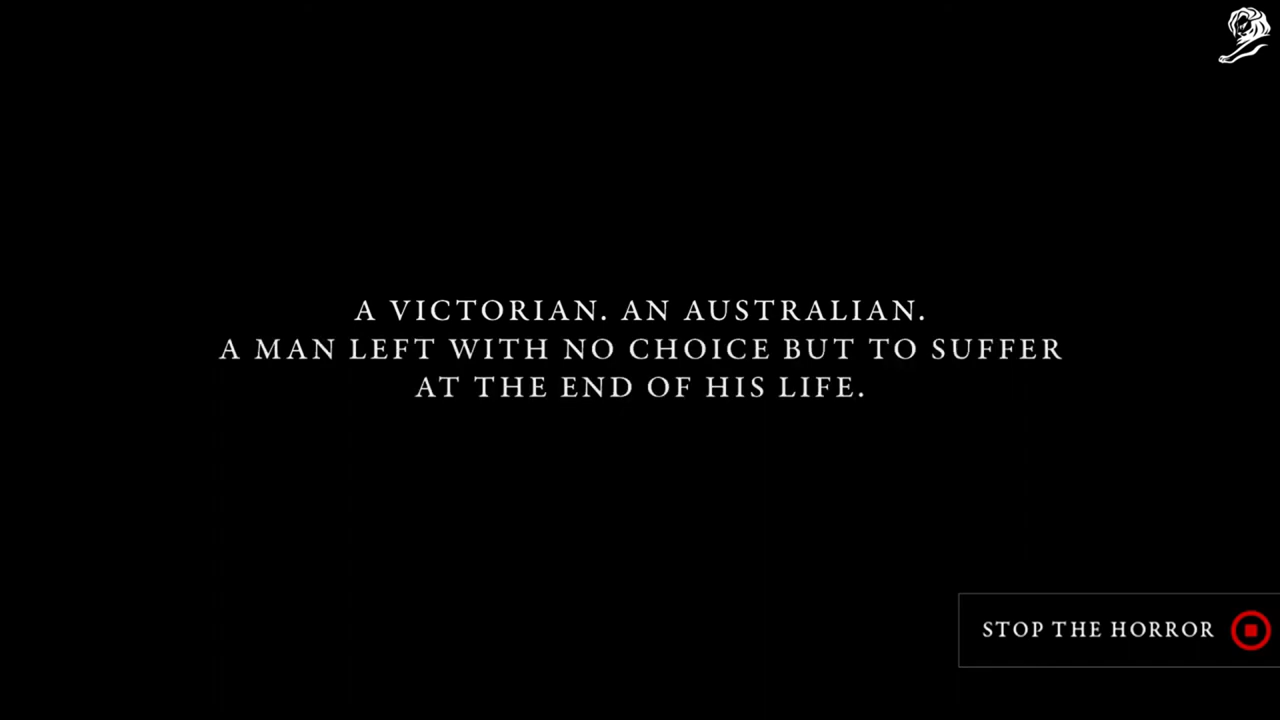 A VICTORIAN. AN AUSTRALIAN.
A MAN LEFT WITH NO CHOICE BUT TO SUFFER
AT THE END OF HIS LIFE.
STOP THE HORROR